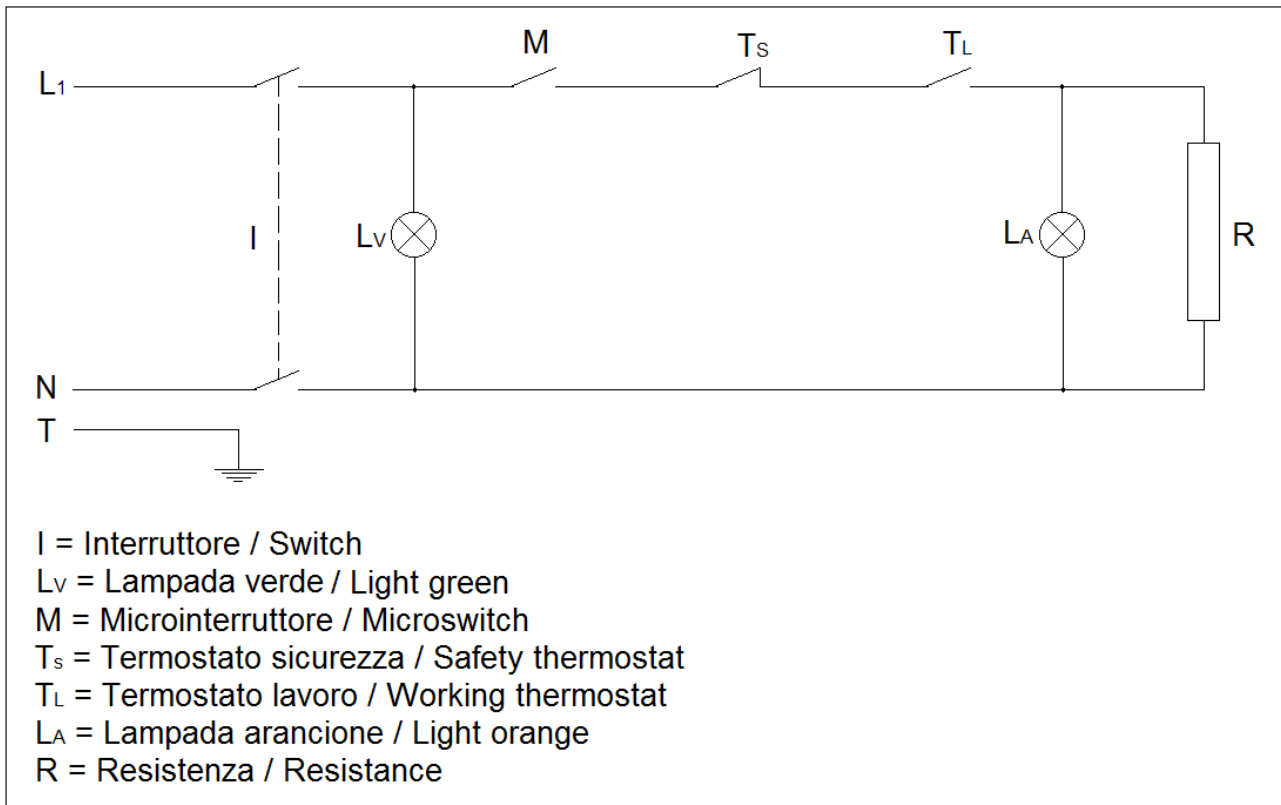 M
Ts
TL
L1
I
Lv
LA
R
N
T
I = Interruttore / Switch
Lv = Lampada verde / Light green
M = Microinterruttore / Microswitch
Ts = Termostato sicurezza / Safety thermostat
TL = Termostato lavoro / Working thermostat
LA = Lampada arancione / Light orange
R = Resistenza / Resistance